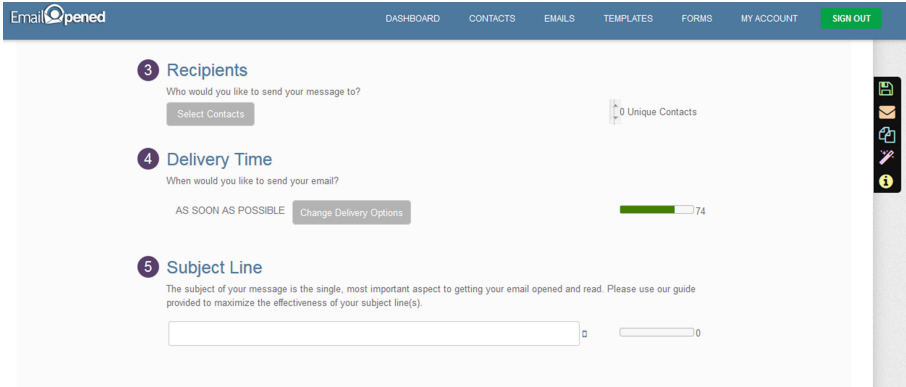 EmailOpened
DASHBOARD CONTACTS EMAILS TEMPLATES FORMS MY ACCOUNT SIGN OUT
3 Recipients
Who would you like to send your message to?
Select Contacts
0 Unique Contacts
4 Delivery Time
When would you like to send your email?
AS SOON AS POSSIBLE Change Delivery Options 74
5 Subject Line
The subject of your message is the single, most important aspect to getting your email opened and read. Please use our guide
provided to maximize the effectiveness of your subject line(s).
0